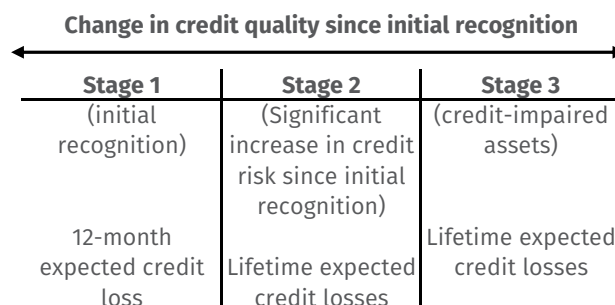 Change in credit quality since initial recognition
Stage 1
(initial
recognition)
12-month
expected credit
loss
Stage 2
(Significant
increase in credit
risk since initial
recognition)
Lifetime expected
credit losses
Stage 3
(credit-impaired
assets)
Lifetime expected
credit losses